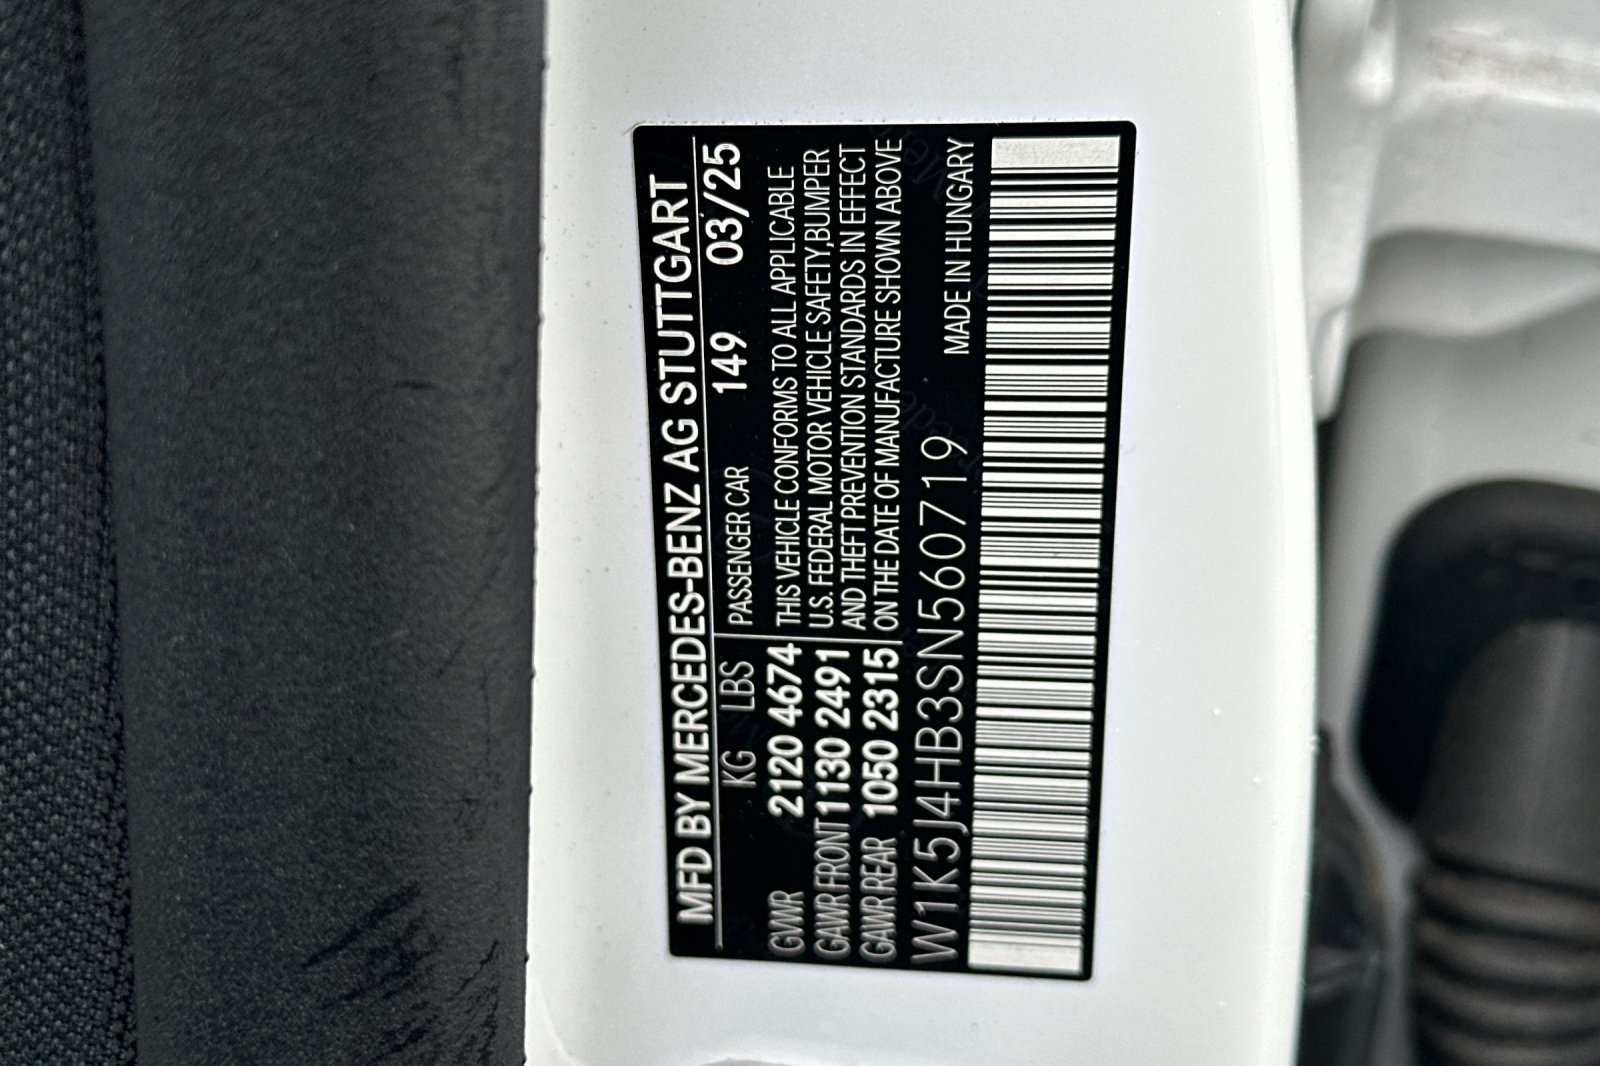 MFD BY MERCEDES-BENZ AG STUTTGART
KG LBS PASSENGER CAR 149 03/25
GVWR 2120 4674
GAWR FRONT 1130 2491
GAWR REAR 1050 2315
THIS VEHICLE CONFORMS TO ALL APPLICABLE
U.S. FEDERAL MOTOR VEHICLE SAFETY,BUMPER
AND THEFT PREVENTION STANDARDS IN EFFECT
ON THE DATE OF MANUFACTURE SHOWN ABOVE
W1K5J4HB3SN560719 MADE IN HUNGARY